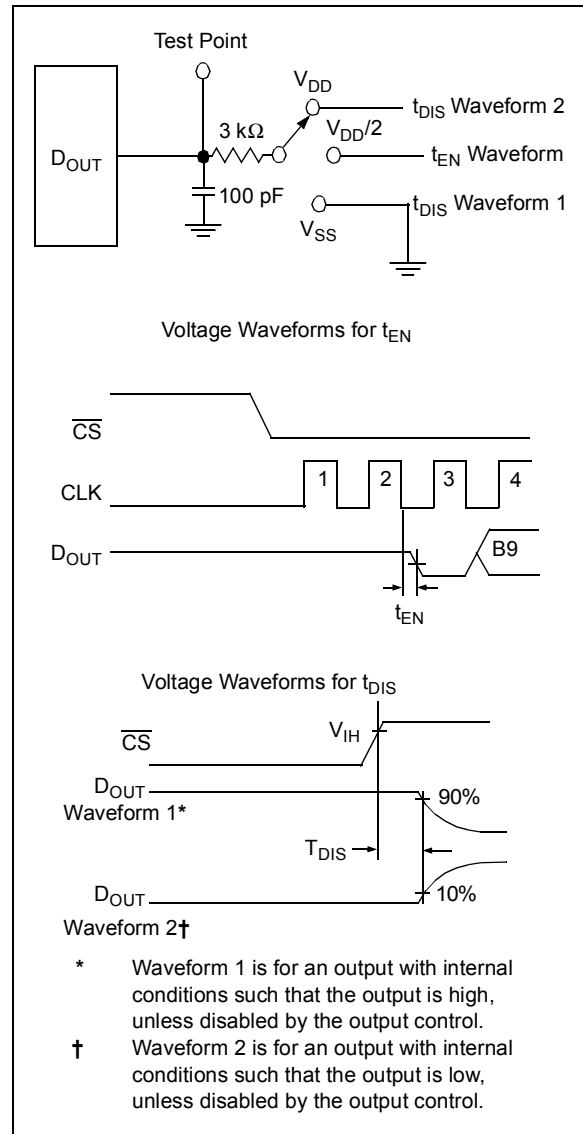 Test Point
VDD
tDIS Waveform 2
3 kΩ
VDD/2
DOUT
tEN Waveform
100 pF
tDIS Waveform 1
VSS
Voltage Waveforms for tEN
CS
1 2 3 4
CLK
DOUT
B9
tEN
Voltage Waveforms for tDIS
VIH
CS
DOUT
90%
Waveform 1*
TDIS
DOUT
10%
Waveform 2†
* Waveform 1 is for an output with internal
conditions such that the output is high,
unless disabled by the output control.
† Waveform 2 is for an output with internal
conditions such that the output is low,
unless disabled by the output control.